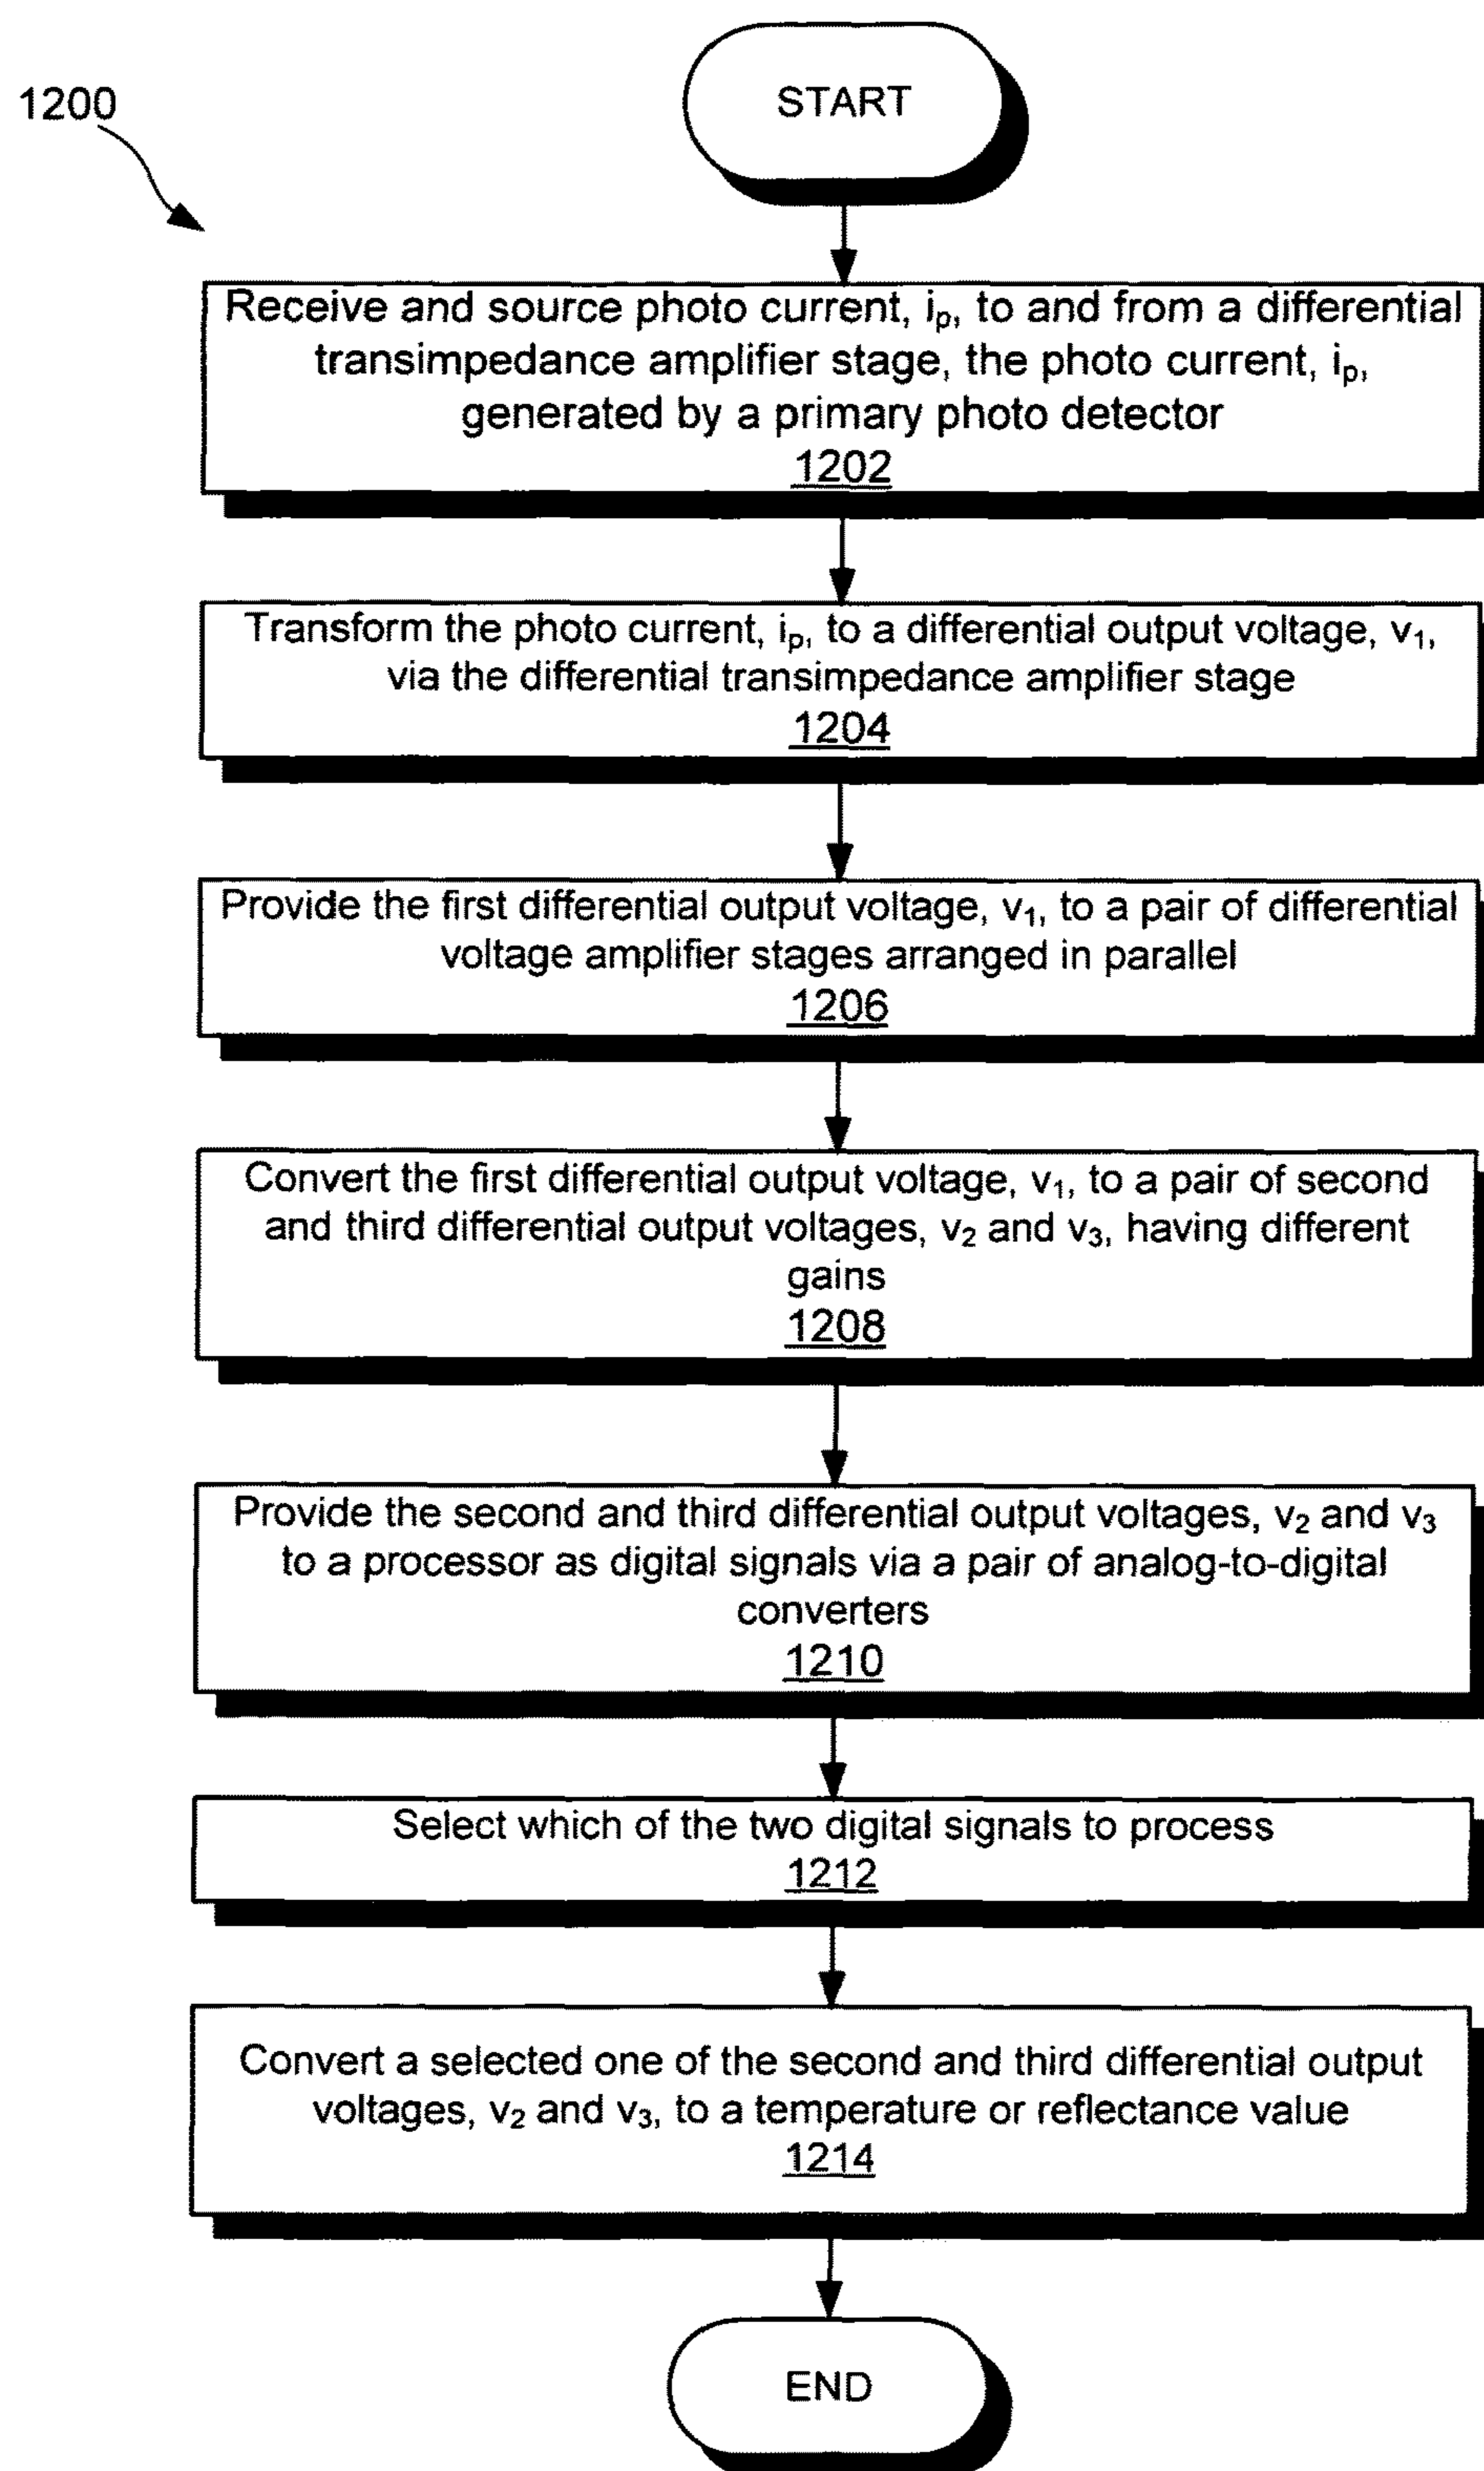 1200
START
Receive and source photo current, iₚ, to and from a differential
transimpedance amplifier stage, the photo current, iₚ,
generated by a primary photo detector
1202
Transform the photo current, iₚ, to a differential output voltage, v₁,
via the differential transimpedance amplifier stage
1204
Provide the first differential output voltage, v₁, to a pair of differential
voltage amplifier stages arranged in parallel
1206
Convert the first differential output voltage, v₁, to a pair of second
and third differential output voltages, v₂ and v₃, having different
gains
1208
Provide the second and third differential output voltages, v₂ and v₃
to a processor as digital signals via a pair of analog-to-digital
converters
1210
Select which of the two digital signals to process
1212
Convert a selected one of the second and third differential output
voltages, v₂ and v₃, to a temperature or reflectance value
1214
END